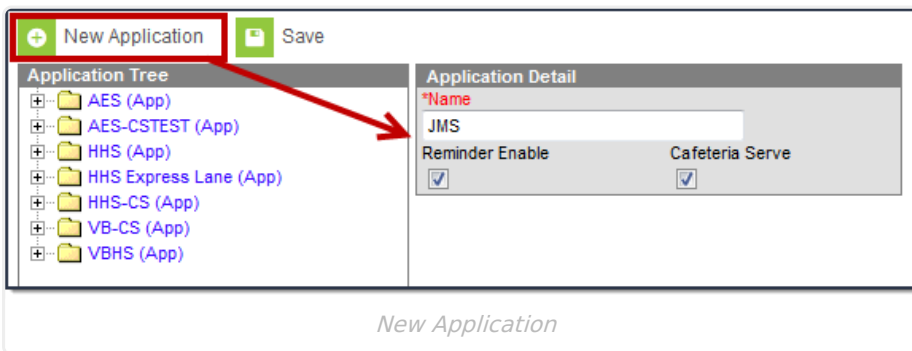 New Application Save
Application Tree
AES (App)
AES-CSTEST (App)
HHS (App)
HHS Express Lane (App)
HHS-CS (App)
VB-CS (App)
VBHS (App)
Application Detail
*Name
JMS
Reminder Enable Cafeteria Serve
New Application